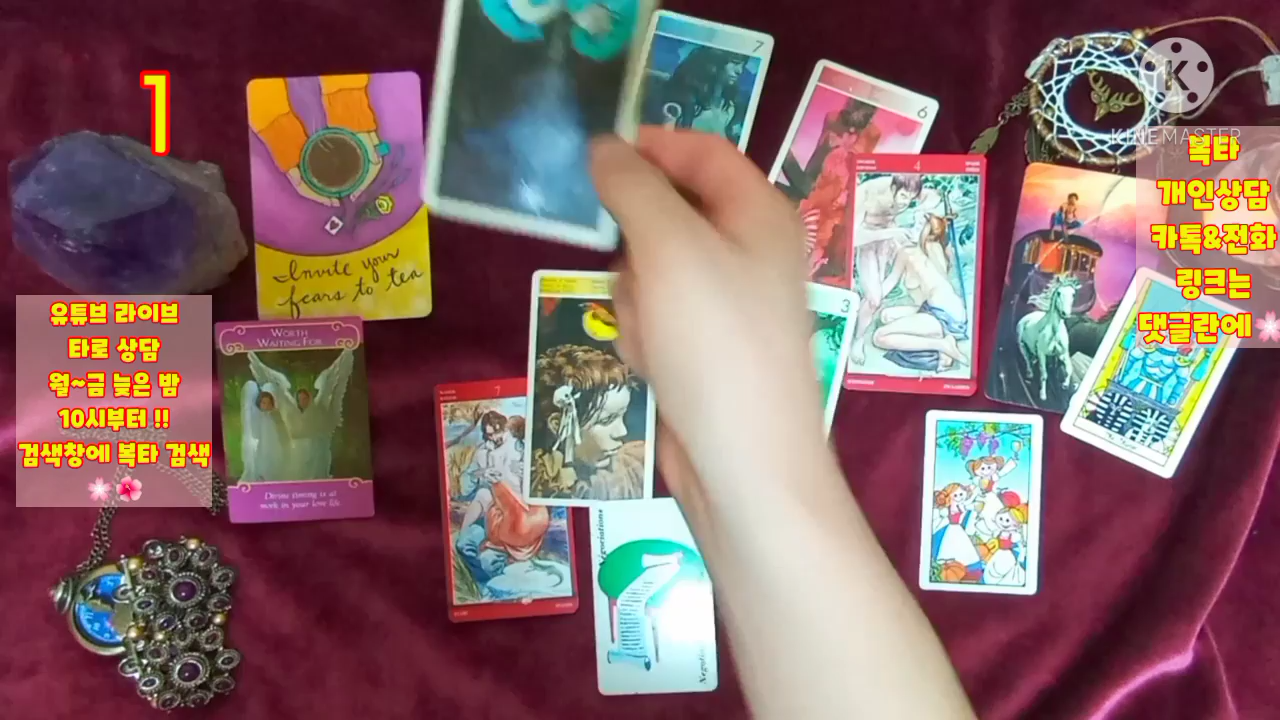 1
유튜브 라이브
타로 상담
월~금 늦은 밤
10시부터 !!
검색창에 복타 검색
Invite your
fears to tea
WORTH
WAITING FOR
Divine timing is at
work in your love life.
7
6
4
3
7
Negotiations
KINEMASTER
복타
개인상담
카톡&전화
링크는
댓글란에